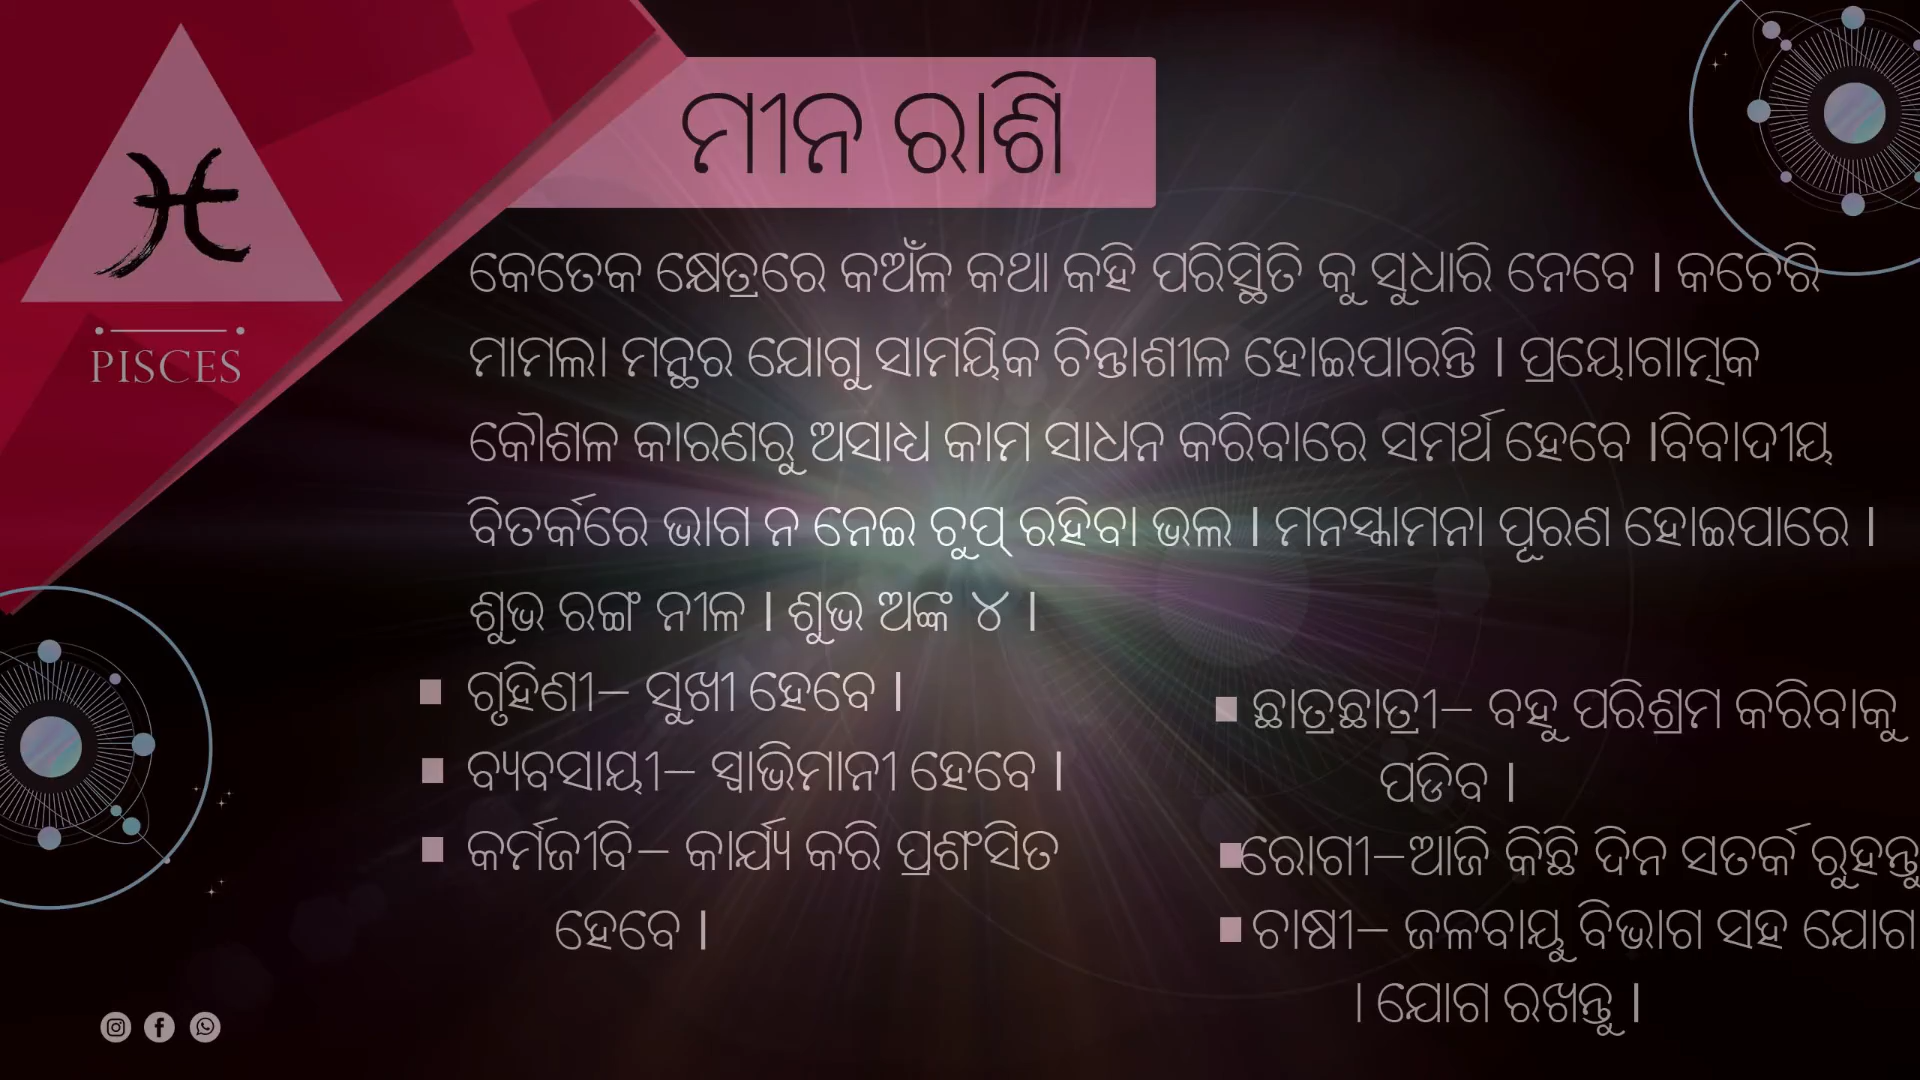 ମୀନ ରାଶି
PISCES
କେତେକ କ୍ଷେତ୍ରରେ କଅଁଳ କଥା କହି ପରିସ୍ଥିତି କୁ ସୁଧାରି ନେବେ । କଚେରି
ମାମଲା ମନ୍ଥର ଯୋଗୁ ସାମୟିକ ଚିନ୍ତାଶୀଳ ହୋଇପାରନ୍ତି । ପ୍ରୟୋଗାତ୍ମକ
କୌଶଳ କାରଣରୁ ଅସାଧ୍ୟ କାମ ସାଧନ କରିବାରେ ସମର୍ଥ ହେବେ ।ବିବାଦୀୟ
ବିତର୍କରେ ଭାଗ ନ ନେଇ ଚୁପ୍ ରହିବା ଭଲ । ମନସ୍କାମନା ପୂରଣ ହୋଇପାରେ ।
ଶୁଭ ରଙ୍ଗ ନୀଳ । ଶୁଭ ଅଙ୍କ ୪ ।
ଗୃହିଣୀ– ସୁଖୀ ହେବେ ।
ବ୍ୟବସାୟୀ– ସ୍ୱାଭିମାନୀ ହେବେ ।
କର୍ମଜୀବି– କାର୍ଯ୍ୟ କରି ପ୍ରଶଂସିତ
ହେବେ ।
ଛାତ୍ରଛାତ୍ରୀ– ବହୁ ପରିଶ୍ରମ କରିବାକୁ
ପଡିବ ।
ରୋଗୀ–ଆଜି କିଛି ଦିନ ସତର୍କ ରୁହନ୍ତୁ
ଚାଷୀ– ଜଳବାୟୁ ବିଭାଗ ସହ ଯୋଗ
। ଯୋଗ ରଖନ୍ତୁ ।